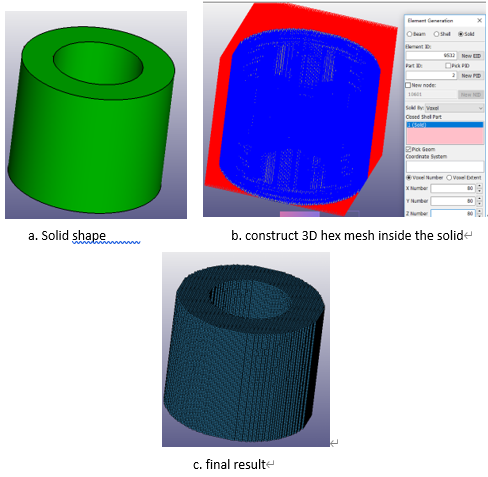 Element Generation
Beam Shell Solid
Element ID:
8532 New EID
Part ID: Pick PID
2 New PID
New node:
10601 New NID
Solid By: Voxel
Closed Shell Part
1 (Solid)
Pick Geom
Coordinate System
Voxel Number Voxel Extent
X Number 80
Y Number 80
Z Number 80
a. Solid shape
b. construct 3D hex mesh inside the solid
c. final result